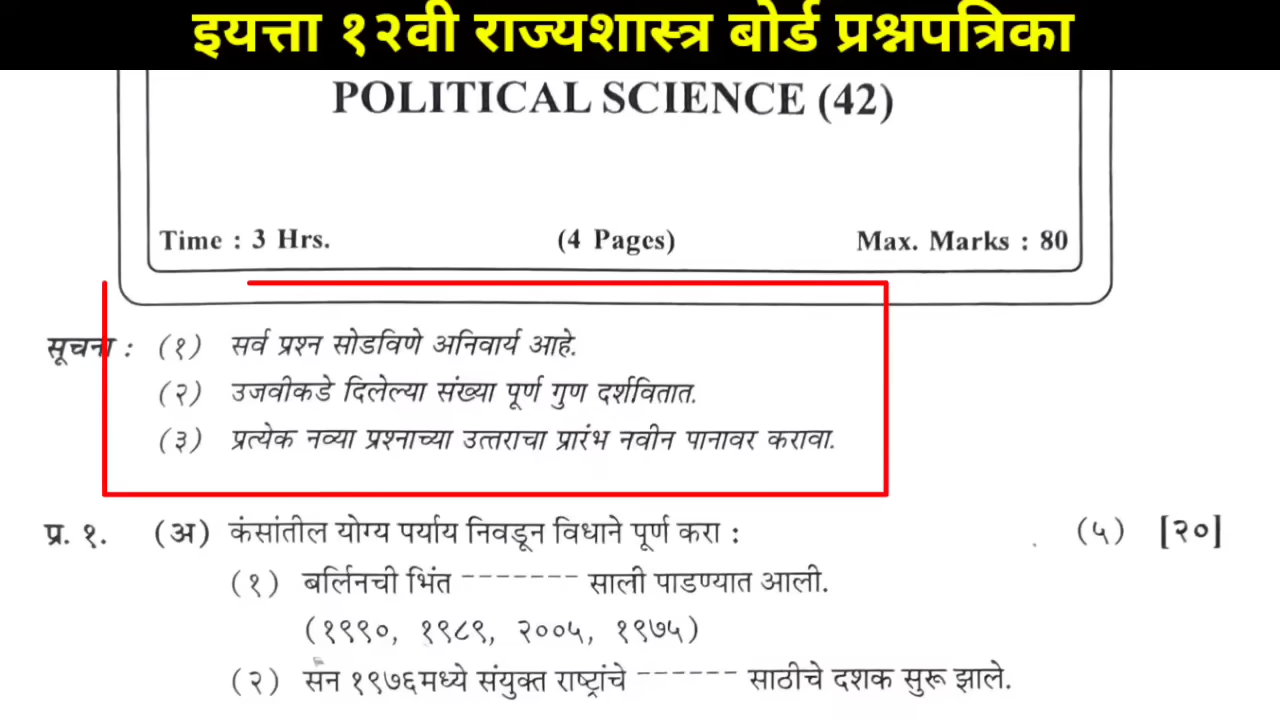 इयत्ता १२वी राज्यशास्त्र बोर्ड प्रश्नपत्रिका
POLITICAL SCIENCE (42)
Time : 3 Hrs. (4 Pages) Max. Marks : 80
सूचना : (१) सर्व प्रश्न सोडविणे अनिवार्य आहे.
(२) उजवीकडे दिलेल्या संख्या पूर्ण गुण दर्शवितात.
(३) प्रत्येक नव्या प्रश्नाच्या उत्तराचा प्रारंभ नवीन पानावर करावा.
प्र. १. (अ) कंसांतील योग्य पर्याय निवडून विधाने पूर्ण करा : (५) [२०]
(१) बर्लिनची भिंत ------- साली पाडण्यात आली.
(१९९०, १९८९, २००५, १९७५)
(२) सन १९७६मध्ये संयुक्त राष्ट्रांचे ------ साठीचे दशक सुरू झाले.